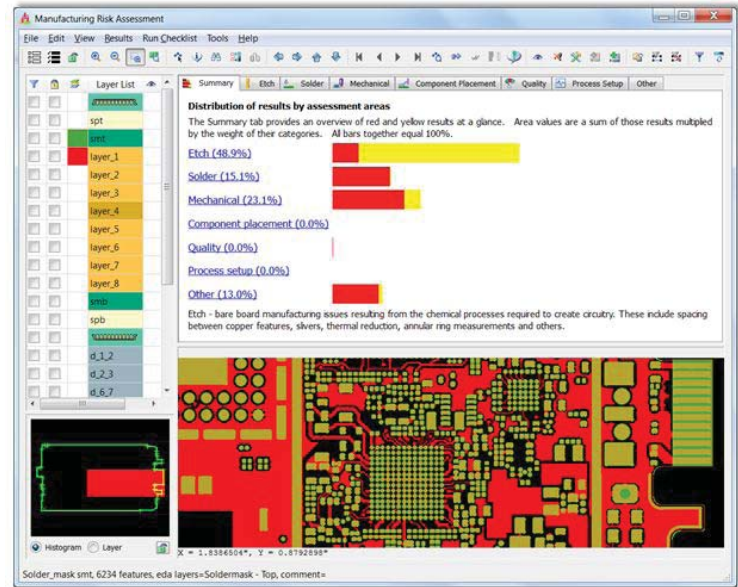 Manufacturing Risk Assessment
File Edit View Results Run Checklist Tools Help
Layer List
Summary Etch Solder Mechanical Component Placement Quality Process Setup Other
spt
smt
layer_1
layer_2
layer_3
layer_4
layer_5
layer_6
layer_7
layer_8
smb
spb
d_1_2
d_2_3
d_6_7
Distribution of results by assessment areas
The Summary tab provides an overview of red and yellow results at a glance. Area values are a sum of those results mutlipled
by the weight of their categories. All bars together equal 100%.
Etch (48.9%)
Solder (15.1%)
Mechanical (23.1%)
Component placement (0.0%)
Quality (0.0%)
Process setup (0.0%)
Other (13.0%)
Etch - bare board manufacturing issues resulting from the chemical processes required to create circuitry. These include spacing
between copper features, slivers, thermal reduction, annular ring measurements and others.
Histogram Layer
X = 1.8386504", Y = 0.8792898"
Solder_mask smt, 6234 features, eda layers=Soldermask - Top, comment=